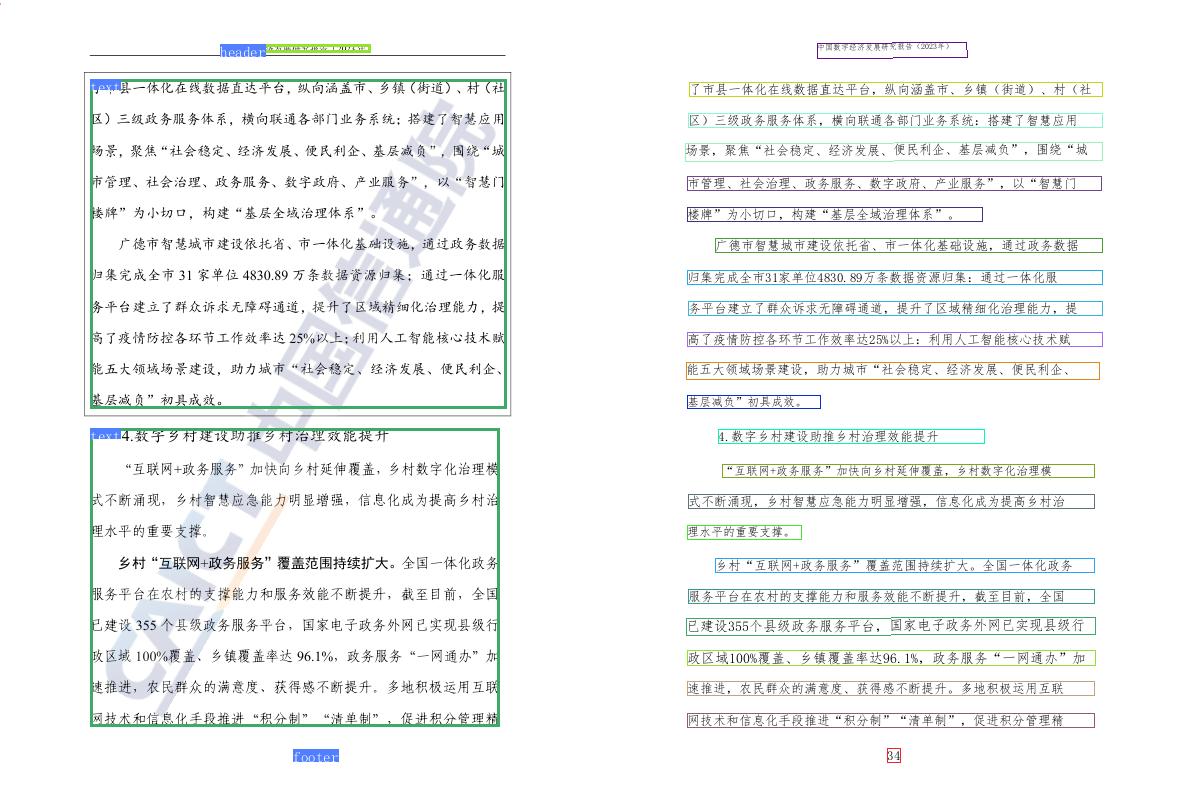 header
text
了市县一体化在线数据直达平台，纵向涵盖市、乡镇（街道）、村（社
区）三级政务服务体系，横向联通各部门业务系统；搭建了智慧应用
场景，聚焦“社会稳定、经济发展、便民利企、基层减负”，围绕“城
市管理、社会治理、政务服务、数字政府、产业服务”，以“智慧门
楼牌”为小切口，构建“基层全域治理体系”。
广德市智慧城市建设依托省、市一体化基础设施，通过政务数据
归集完成全市 31 家单位 4830.89 万条数据资源归集；通过一体化服
务平台建立了群众诉求无障碍通道，提升了区域精细化治理能力，提
高了疫情防控各环节工作效率达 25%以上；利用人工智能核心技术赋
能五大领域场景建设，助力城市“社会稳定、经济发展、便民利企、
基层减负”初具成效。
text
4.数字乡村建设助推乡村治理效能提升
“互联网+政务服务”加快向乡村延伸覆盖，乡村数字化治理模
式不断涌现，乡村智慧应急能力明显增强，信息化成为提高乡村治
理水平的重要支撑。
乡村“互联网+政务服务”覆盖范围持续扩大。全国一体化政务
服务平台在农村的支撑能力和服务效能不断提升，截至目前，全国
已建设 355 个县级政务服务平台，国家电子政务外网已实现县级行
政区域 100%覆盖、乡镇覆盖率达 96.1%，政务服务“一网通办”加
速推进，农民群众的满意度、获得感不断提升。多地积极运用互联
网技术和信息化手段推进“积分制”“清单制”，促进积分管理精
footer
CAICT 中国信通院
中国数字经济发展研究报告（2023年）
了市县一体化在线数据直达平台，纵向涵盖市、乡镇（街道）、村（社
区）三级政务服务体系，横向联通各部门业务系统：搭建了智慧应用
场景，聚焦“社会稳定、经济发展、便民利企、基层减负”，围绕“城
市管理、社会治理、政务服务、数字政府、产业服务”，以“智慧门
楼牌”为小切口，构建“基层全域治理体系”。
广德市智慧城市建设依托省、市一体化基础设施，通过政务数据
归集完成全市31家单位4830.89万条数据资源归集：通过一体化服
务平台建立了群众诉求无障碍通道，提升了区域精细化治理能力，提
高了疫情防控各环节工作效率达25%以上：利用人工智能核心技术赋
能五大领域场景建设，助力城市“社会稳定、经济发展、便民利企、
基层减负”初具成效。
4.数字乡村建设助推乡村治理效能提升
“互联网+政务服务”加快向乡村延伸覆盖，乡村数字化治理模
式不断涌现，乡村智慧应急能力明显增强，信息化成为提高乡村治
理水平的重要支撑。
乡村“互联网+政务服务”覆盖范围持续扩大。全国一体化政务
服务平台在农村的支撑能力和服务效能不断提升，截至目前，全国
已建设355个县级政务服务平台，国家电子政务外网已实现县级行
政区域100%覆盖、乡镇覆盖率达96.1%，政务服务“一网通办”加
速推进，农民群众的满意度、获得感不断提升。多地积极运用互联
网技术和信息化手段推进“积分制”“清单制”，促进积分管理精
34